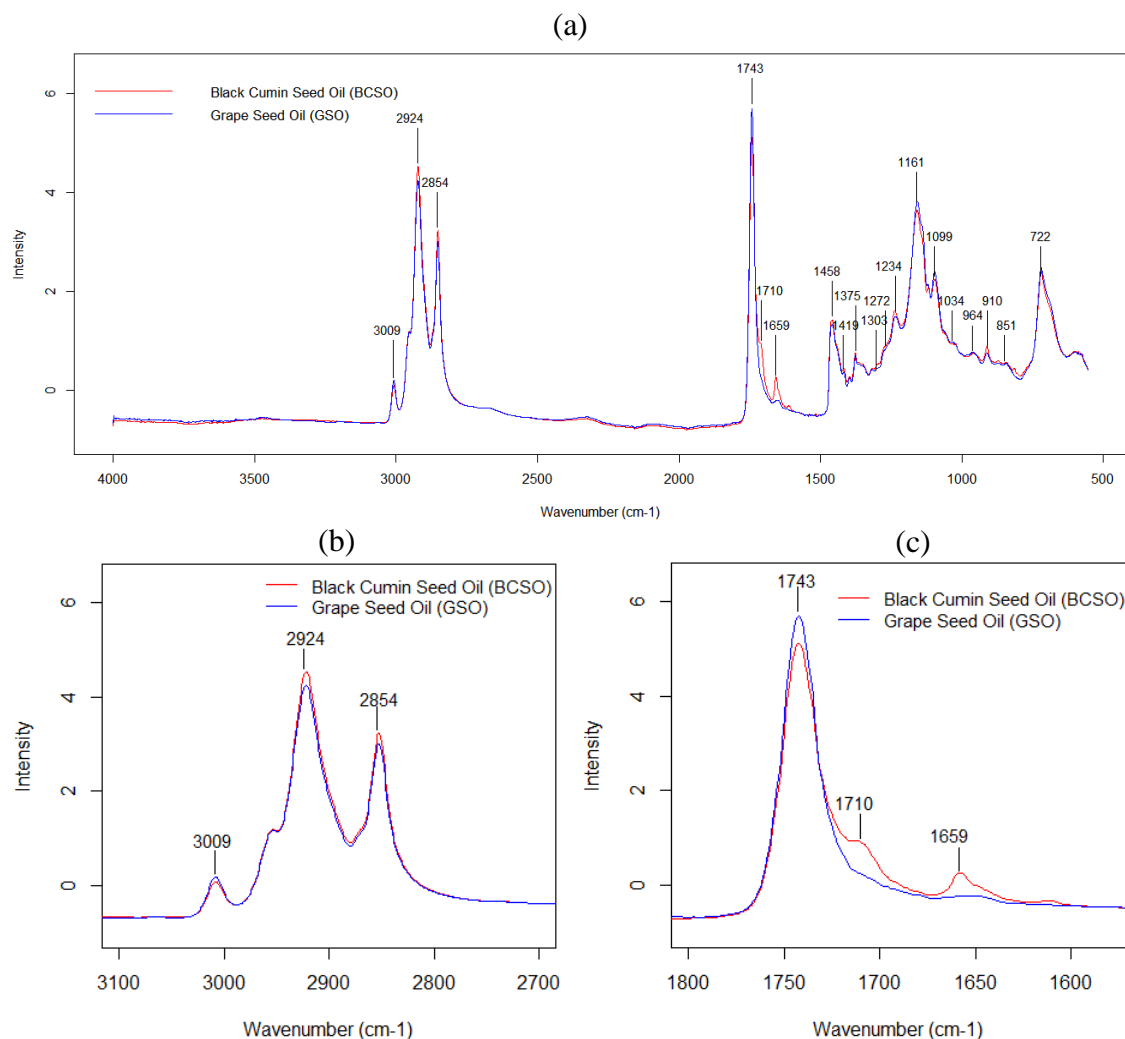 (a)
Black Cumin Seed Oil (BCSO)
Grape Seed Oil (GSO)
1743
2924
2854
3009
1710
1659
1458
1419
1375
1303
1272
1234
1161
1099
1034
964
910
851
722
Intensity
6
4
2
0
4000 3500 3000 2500 2000 1500 1000 500
Wavenumber (cm-1)
(b)
Black Cumin Seed Oil (BCSO)
Grape Seed Oil (GSO)
2924
2854
3009
Intensity
6
4
2
0
3100 3000 2900 2800 2700
Wavenumber (cm-1)
(c)
1743
Black Cumin Seed Oil (BCSO)
Grape Seed Oil (GSO)
1710
1659
Intensity
6
4
2
0
1800 1750 1700 1650 1600
Wavenumber (cm-1)